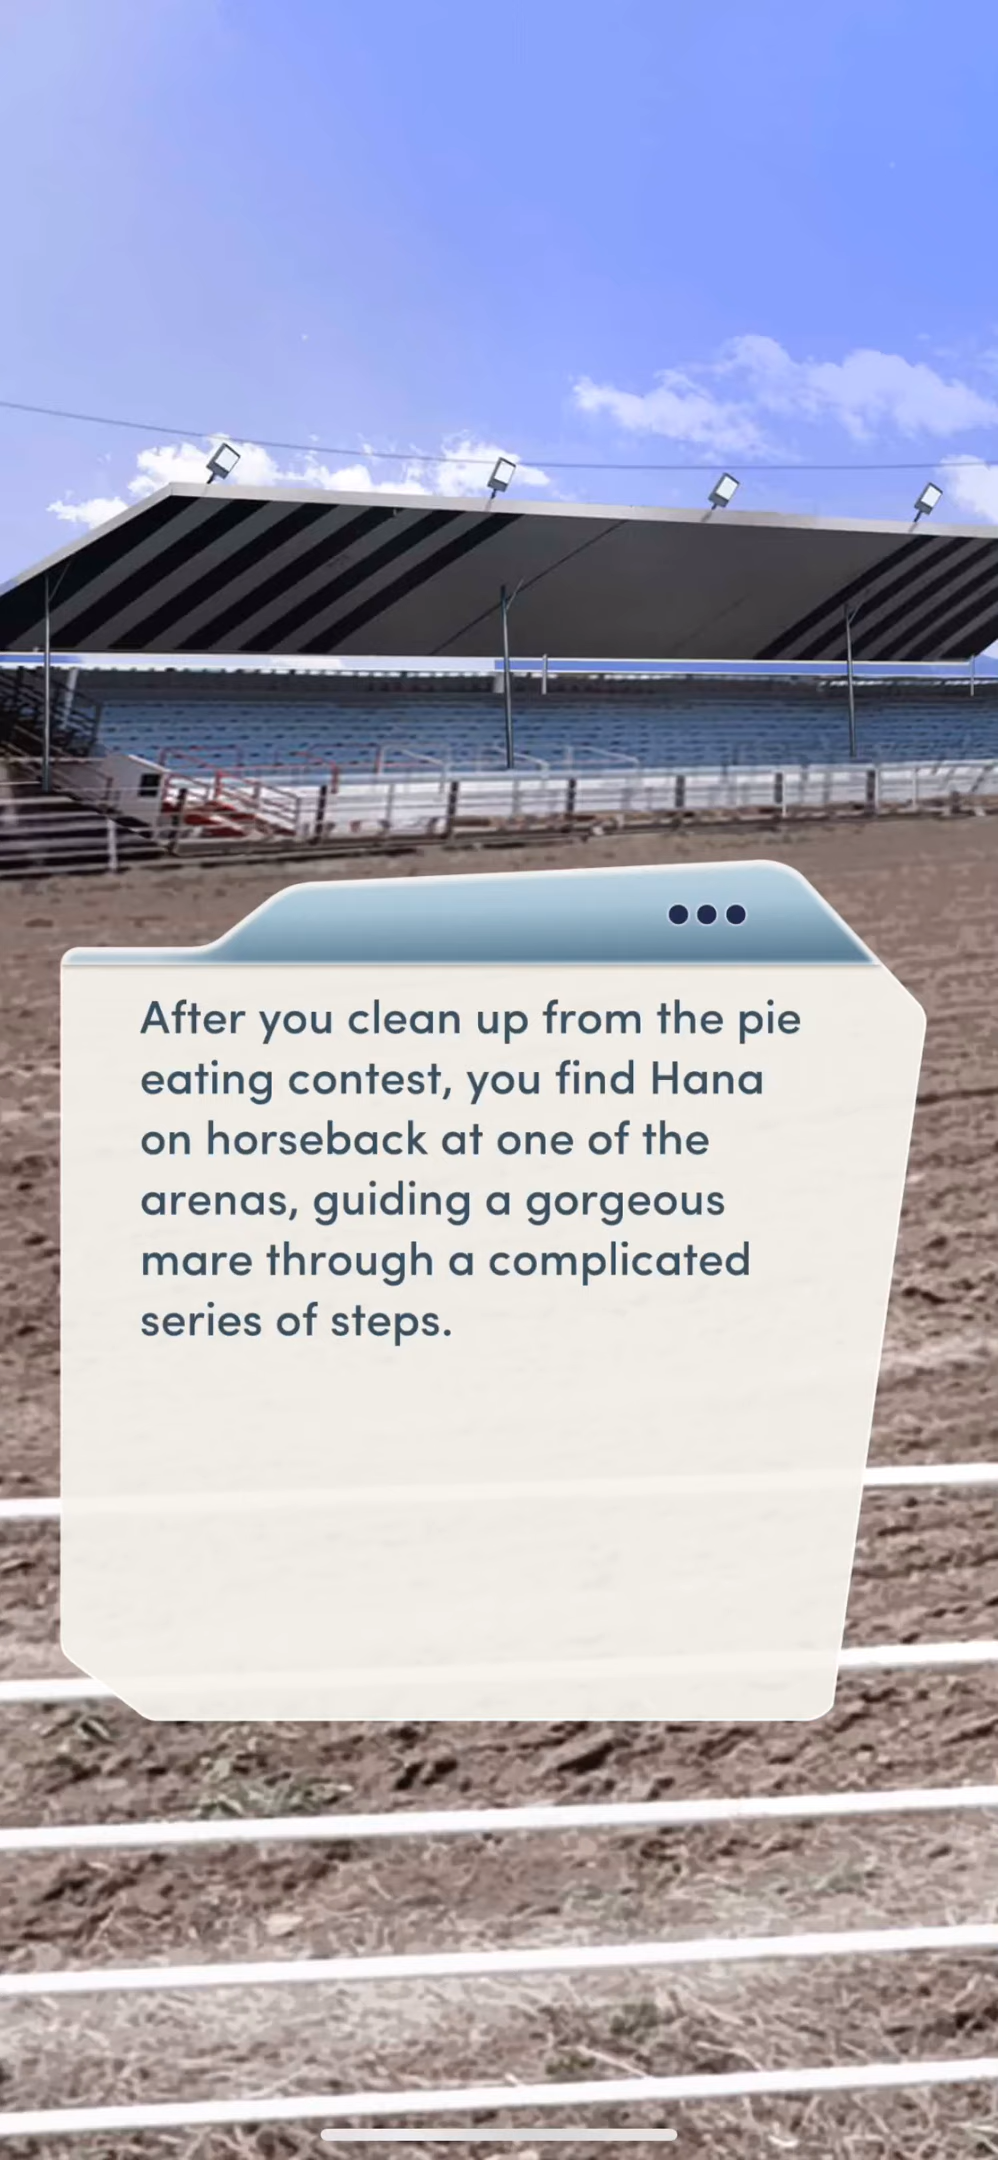 After you clean up from the pie
eating contest, you find Hana
on horseback at one of the
arenas, guiding a gorgeous
mare through a complicated
series of steps.